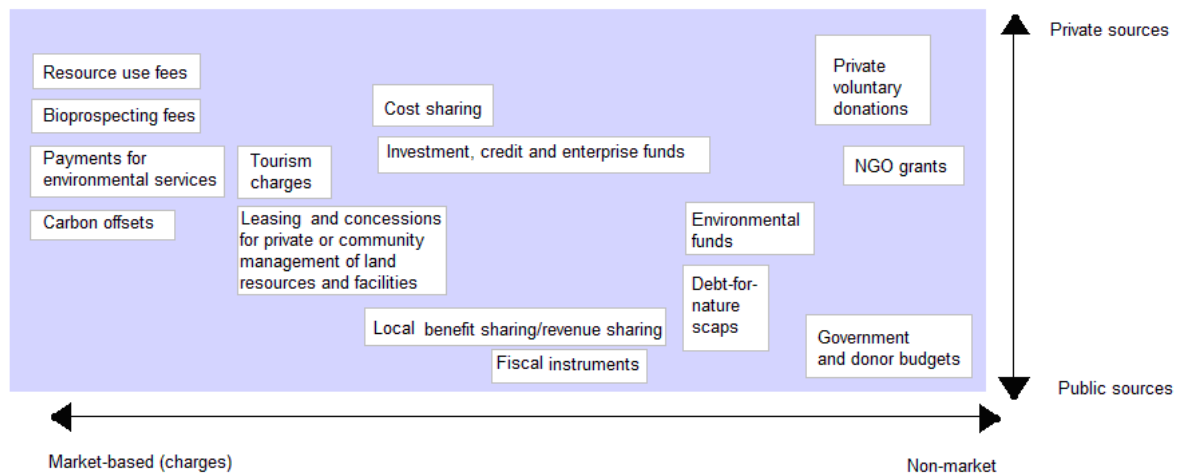 Private sources
Resource use fees
Private
voluntary
donations
Cost sharing
Bioprospecting fees
Investment, credit and enterprise funds
Payments for
environmental services
Tourism
charges
NGO grants
Carbon offsets
Leasing and concessions
for private or community
management of land
resources and facilities
Environmental
funds
Debt-for-
nature
scaps
Local benefit sharing/revenue sharing
Government
and donor budgets
Fiscal instruments
Public sources
Market-based (charges)
Non-market